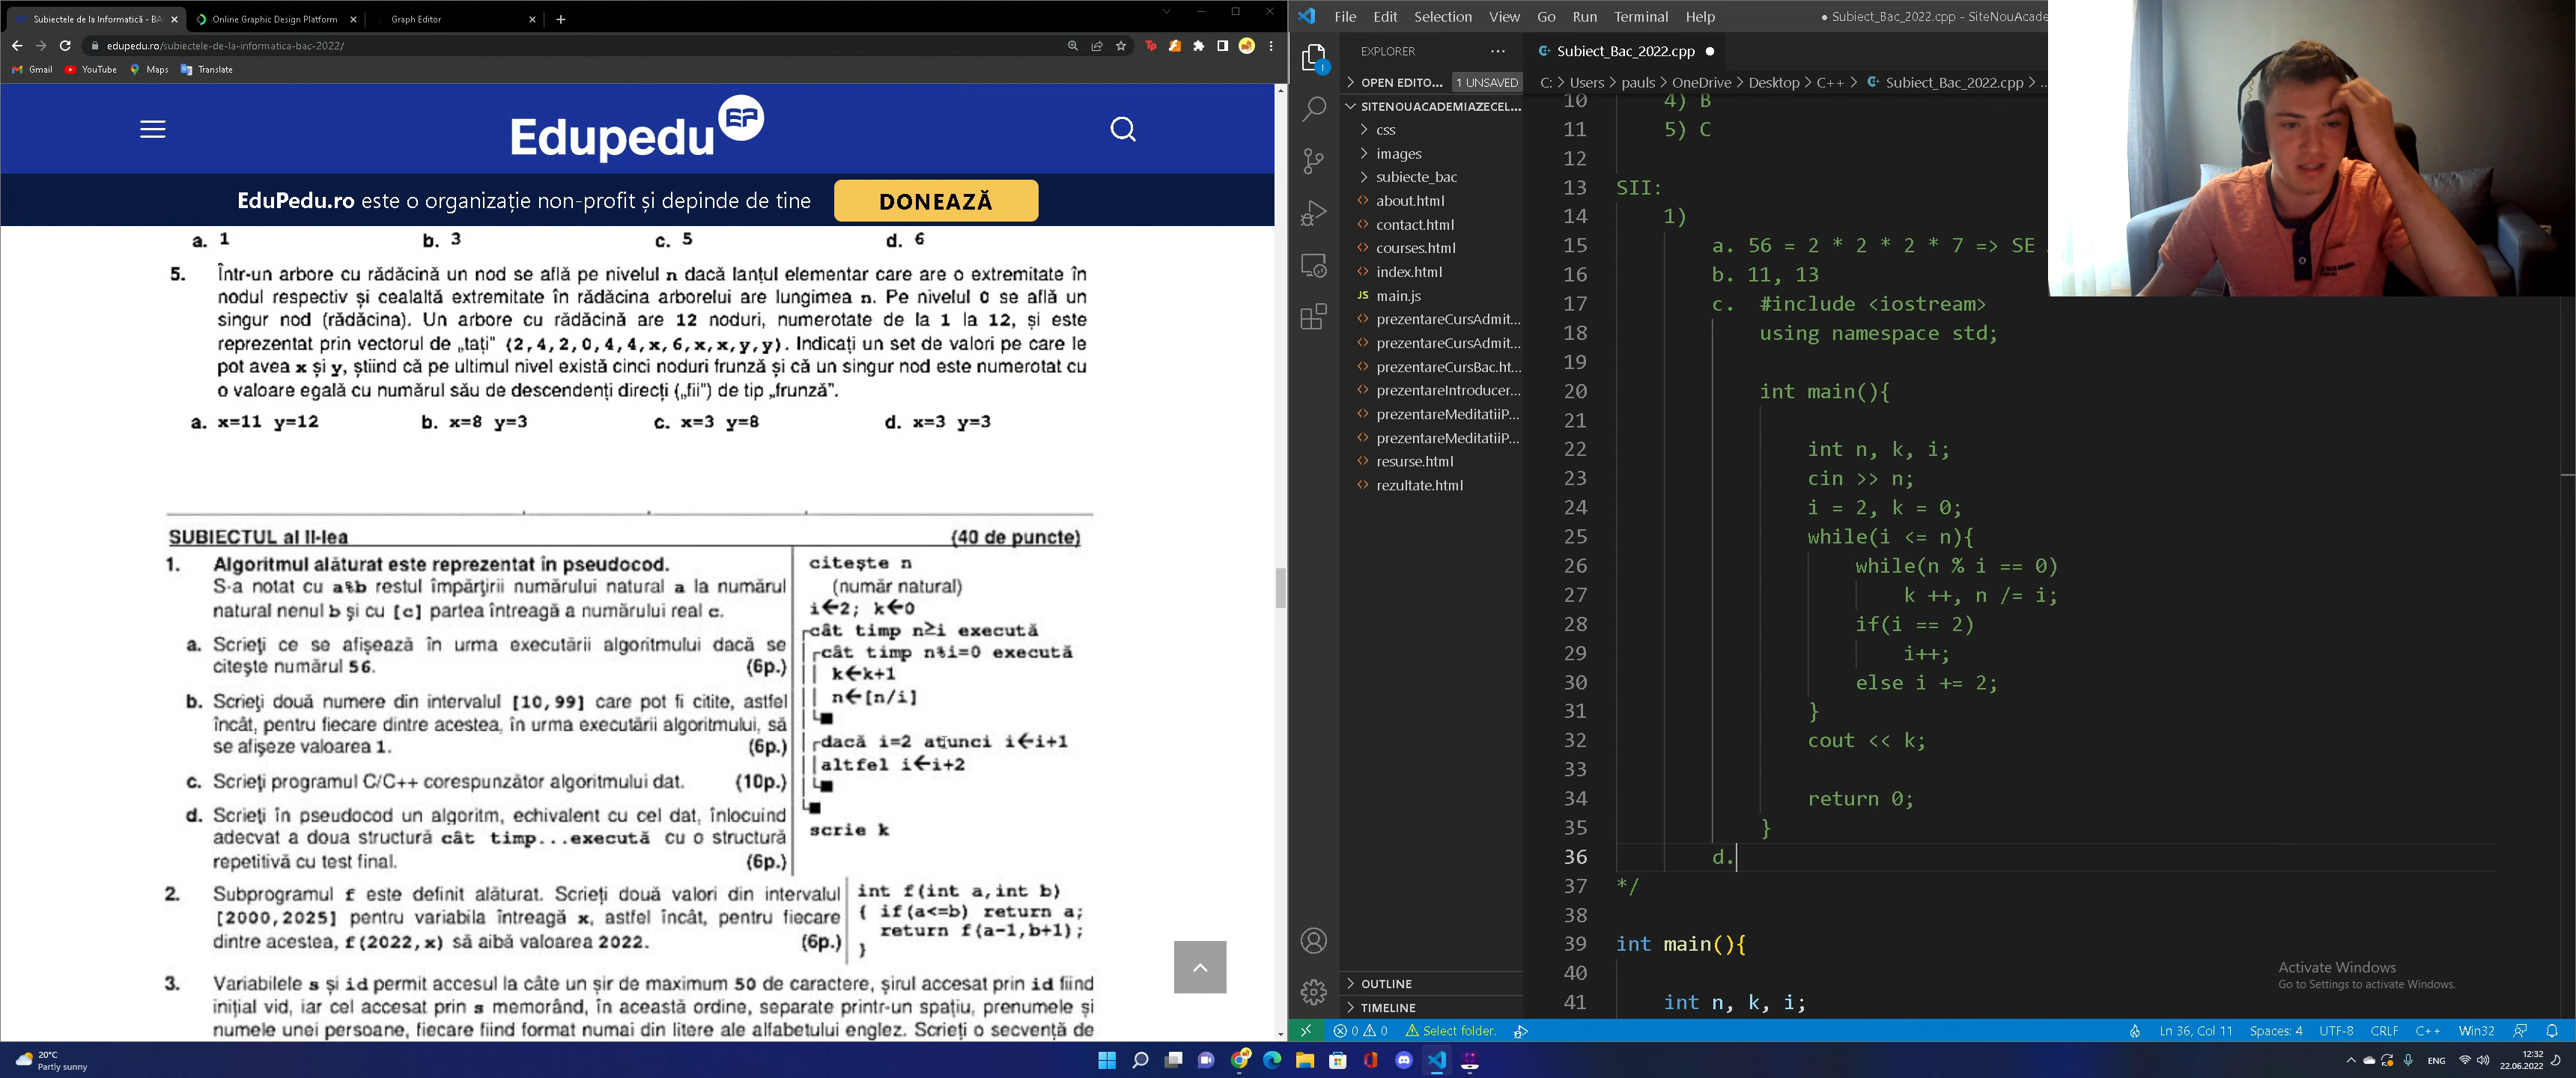 Subiectele de la Informatică - BA
Online Graphic Design Platform
Graph Editor
edupedu.ro/subiectele-de-la-informatica-bac-2022/
Gmail
YouTube
Maps
Translate
Edupedu EP
EduPedu.ro este o organizație non-profit și depinde de tine
DONEAZĂ
a. 1 b. 3 c. 5 d. 6
5. Într-un arbore cu rădăcină un nod se află pe nivelul n dacă lanțul elementar care are o extremitate în
nodul respectiv și cealaltă extremitate în rădăcina arborelui are lungimea n. Pe nivelul 0 se află un
singur nod (rădăcina). Un arbore cu rădăcină are 12 noduri, numerotate de la 1 la 12, și este
reprezentat prin vectorul de „tați" (2,4,2,0,4,4,x,6,x,x,y,y). Indicați un set de valori pe care le
pot avea x și y, știind că pe ultimul nivel există cinci noduri frunză și că un singur nod este numerotat cu
o valoare egală cu numărul său de descendenți direcți („fii") de tip „frunză".
a. x=11 y=12 b. x=8 y=3 c. x=3 y=8 d. x=3 y=3
SUBIECTUL al II-lea (40 de puncte)
1. Algoritmul alăturat este reprezentat în pseudocod.
S-a notat cu a%b restul împărțirii numărului natural a la numărul
natural nenul b și cu [c] partea întreagă a numărului real c.
a. Scrieți ce se afișează în urma executării algoritmului dacă se
citește numărul 56. (6p.)
b. Scrieți două numere din intervalul [10,99] care pot fi citite, astfel
încât, pentru fiecare dintre acestea, în urma executării algoritmului, să
se afișeze valoarea 1. (6p.)
c. Scrieți programul C/C++ corespunzător algoritmului dat. (10p.)
d. Scrieți în pseudocod un algoritm, echivalent cu cel dat, înlocuind
adecvat a doua structură cât timp...execută cu o structură
repetitivă cu test final. (6p.)
citește n
(număr natural)
i←2; k←0
cât timp n≥i execută
cât timp n%i=0 execută
k←k+1
n←[n/i]
■
dacă i=2 atunci i←i+1
altfel i←i+2
■
■
scrie k
2. Subprogramul f este definit alăturat. Scrieți două valori din intervalul
[2000,2025] pentru variabila întreagă x, astfel încât, pentru fiecare
dintre acestea, f(2022,x) să aibă valoarea 2022. (6p.)
int f(int a,int b)
{ if(a<=b) return a;
return f(a-1,b+1);
}
3. Variabilele s și id permit accesul la câte un șir de maximum 50 de caractere, șirul accesat prin id fiind
inițial vid, iar cel accesat prin s memorând, în această ordine, separate printr-un spațiu, prenumele și
numele unei persoane, fiecare fiind format numai din litere ale alfabetului englez. Scrieți o secvență de
File Edit Selection View Go Run Terminal Help
● Subiect_Bac_2022.cpp - SiteNouAcade
EXPLORER ···
OPEN EDITO... 1 UNSAVED
SITENOUACADEMIAZECEL...
css
images
subiecte_bac
about.html
contact.html
courses.html
index.html
JS main.js
prezentareCursAdmit...
prezentareCursAdmit...
prezentareCursBac.ht...
prezentareIntroducer...
prezentareMeditatiiP...
prezentareMeditatiiP...
resurse.html
rezultate.html
OUTLINE
TIMELINE
Subiect_Bac_2022.cpp ●
C: > Users > pauls > OneDrive > Desktop > C++ > Subiect_Bac_2022.cpp > ..
10 4) B
11 5) C
12
13 SII:
14 1)
15 a. 56 = 2 * 2 * 2 * 7 => SE
16 b. 11, 13
17 c. #include <iostream>
18 using namespace std;
19
20 int main(){
21
22 int n, k, i;
23 cin >> n;
24 i = 2, k = 0;
25 while(i <= n){
26 while(n % i == 0)
27 k ++, n /= i;
28 if(i == 2)
29 i++;
30 else i += 2;
31 }
32 cout << k;
33
34 return 0;
35 }
36 d.
37 */
38
39 int main(){
40
41 int n, k, i;
Activate Windows
Go to Settings to activate Windows.
0 0 Select folder.
Ln 36, Col 11 Spaces: 4 UTF-8 CRLF C++ Win32
20°C
Partly sunny
ENG
12:32
22.06.2022